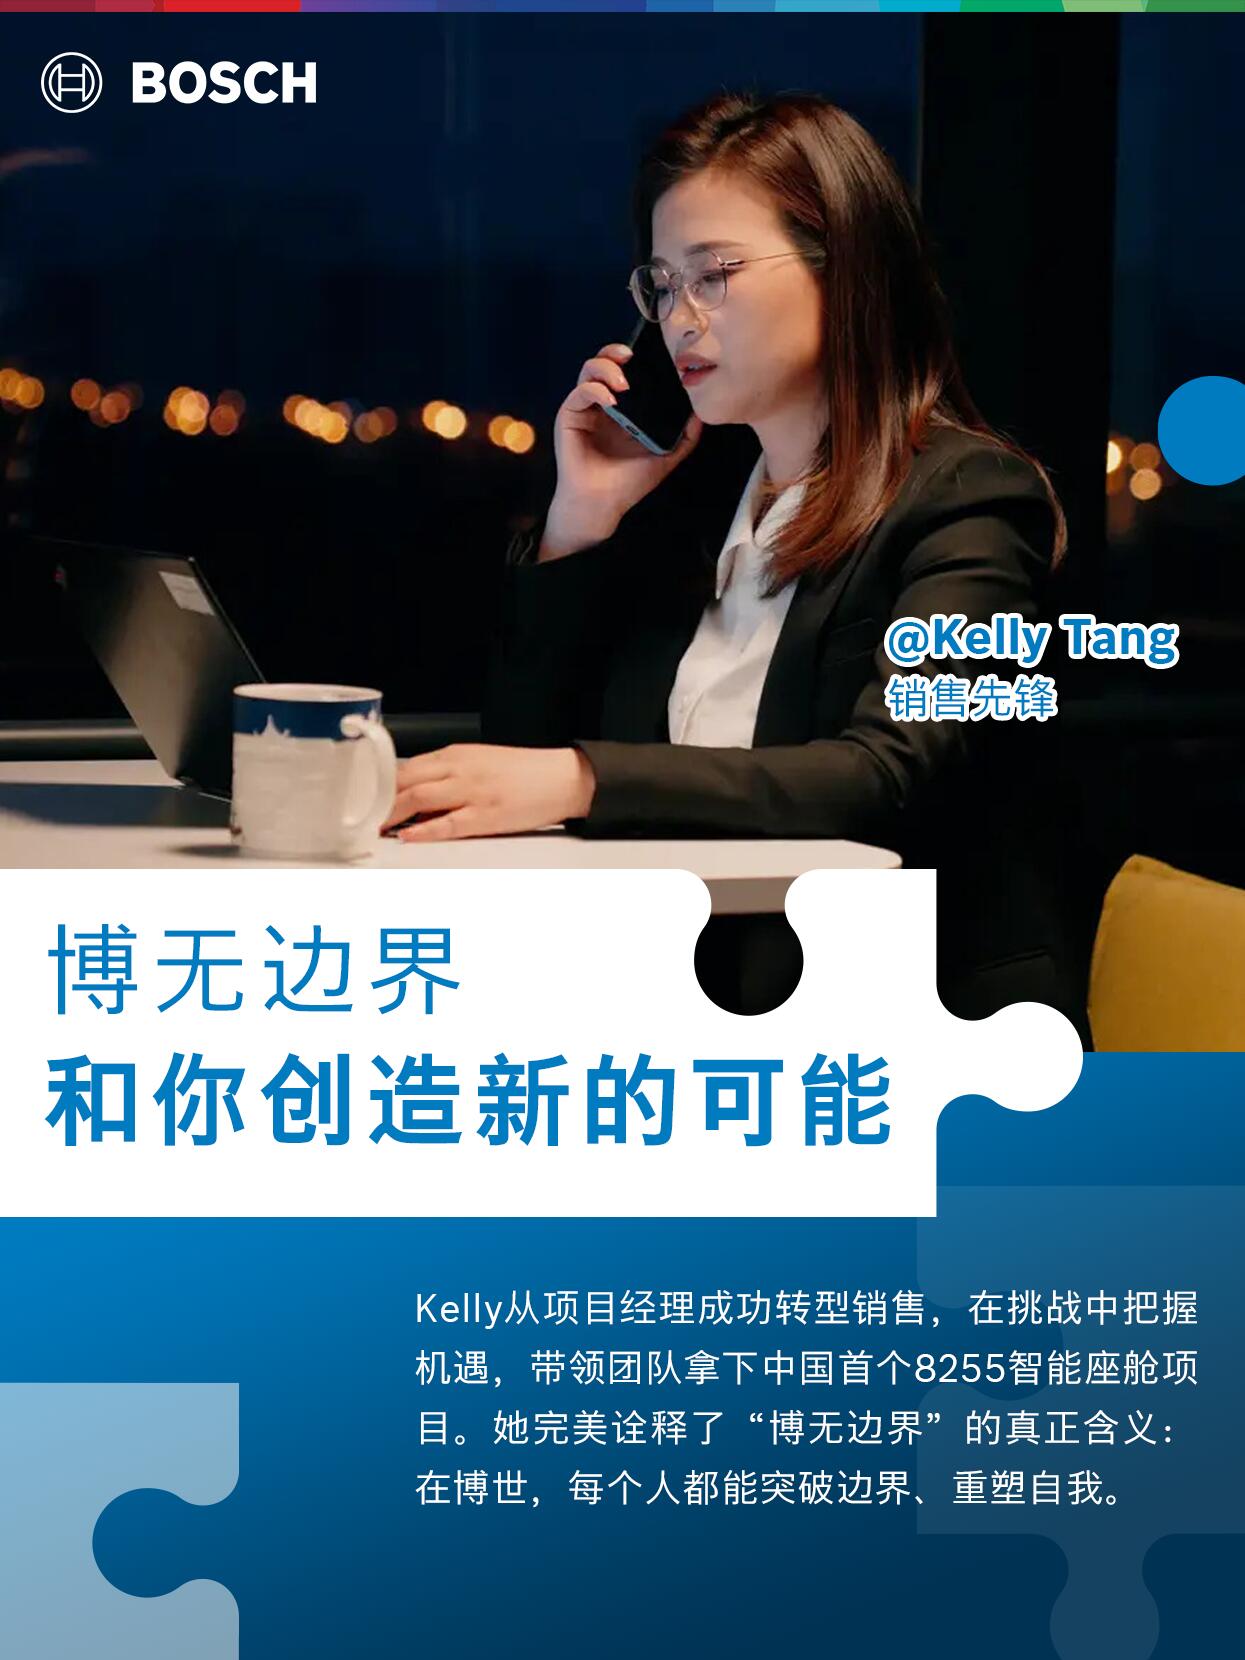 BOSCH
@Kelly Tang
销售先锋
博无边界
和你创造新的可能
Kelly从项目经理成功转型销售，在挑战中把握
机遇，带领团队拿下中国首个8255智能座舱项
目。她完美诠释了“博无边界”的真正含义：
在博世，每个人都能突破边界、重塑自我。